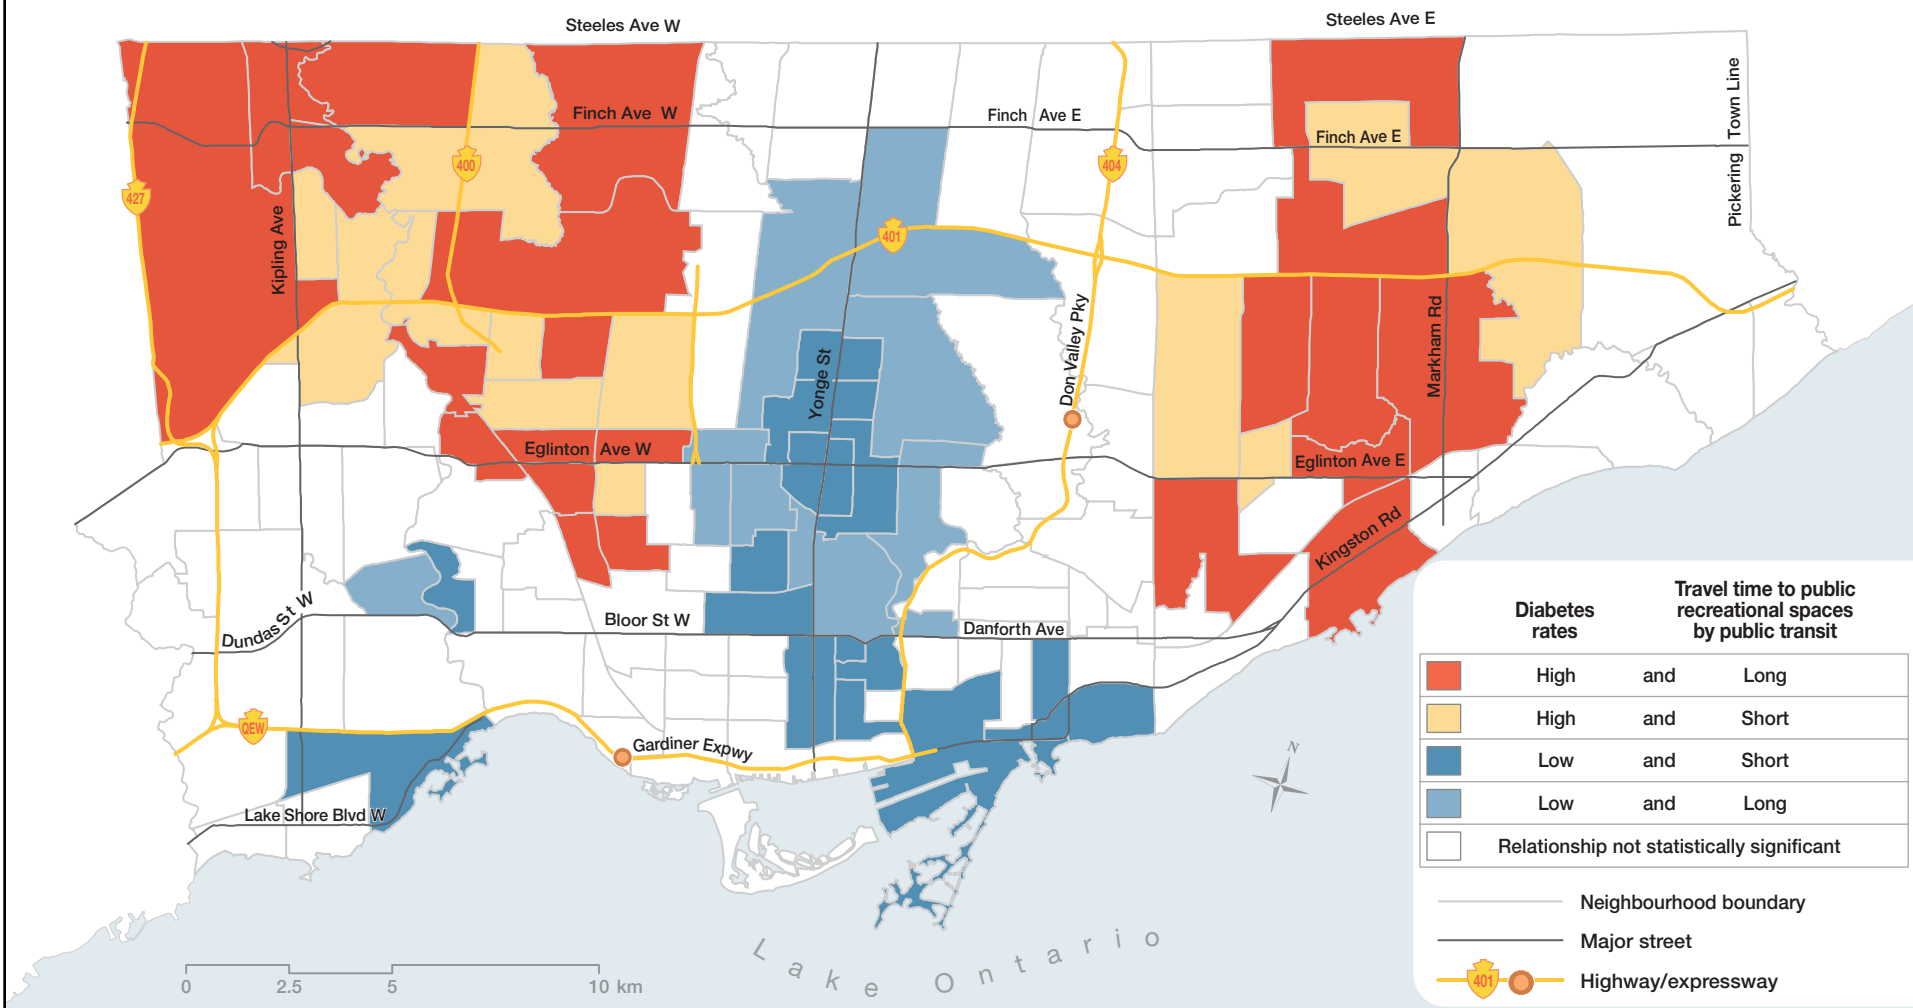 Steeles Ave W
Steeles Ave E
Finch Ave W
Finch Ave E
Finch Ave E
Pickering Town Line
427
400
404
401
Kipling Ave
Yonge St
Don Valley Pky
Markham Rd
Eglinton Ave W
Eglinton Ave E
Kingston Rd
Dundas St W
Bloor St W
Danforth Ave
QEW
Gardiner Expwy
Lake Shore Blvd W
N
Lake Ontario
0 2.5 5 10 km
Diabetes rates
Travel time to public recreational spaces by public transit
High and Long
High and Short
Low and Short
Low and Long
Relationship not statistically significant
Neighbourhood boundary
Major street
401 Highway/expressway